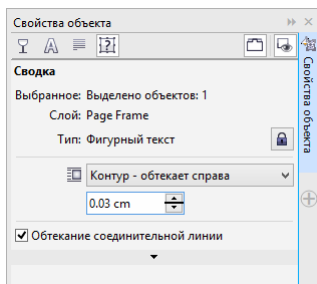 Свойства объекта
Сводка
Выбранное: Выделено объектов: 1
Слой: Page Frame
Тип: Фигурный текст
Контур - обтекает справа
0.03 cm
Обтекание соединительной линии
Свойства объекта